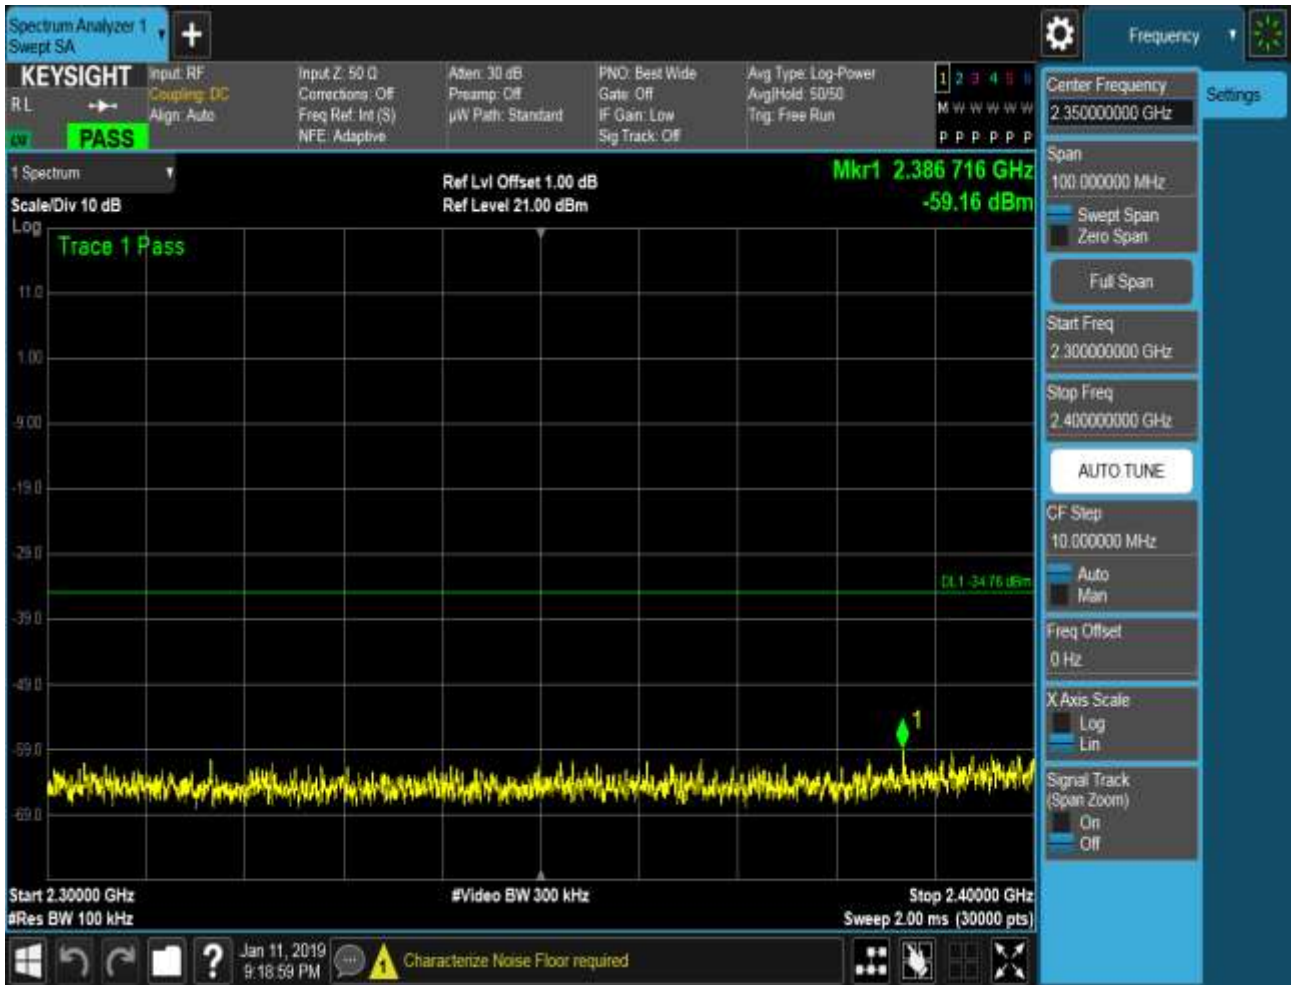 Spectrum Analyzer 1
Swept SA
Frequency
KEYSIGHT
RL
PASS
Input: RF
Coupling: DC
Align: Auto
Input Z: 50 Ω
Corrections: Off
Freq Ref: Int (S)
NFE: Adaptive
Atten: 30 dB
Preamp: Off
µW Path: Standard
PNO: Best Wide
Gate: Off
IF Gain: Low
Sig Track: Off
Avg Type: Log-Power
Avg|Hold: 50/50
Trig: Free Run
1 2 3 4 5 6
M W W W W W
P P P P P P
1 Spectrum
Scale/Div 10 dB
Ref Lvl Offset 1.00 dB
Ref Level 21.00 dBm
Mkr1 2.386 716 GHz
-59.16 dBm
Log
Trace 1 Pass
11.0
1.00
-9.00
-19.0
-29.0
DL1 -34.76 dBm
-39.0
-49.0
1
-59.0
-69.0
Start 2.30000 GHz
#Res BW 100 kHz
#Video BW 300 kHz
Stop 2.40000 GHz
Sweep 2.00 ms (30000 pts)
Center Frequency
2.350000000 GHz
Settings
Span
100.000000 MHz
Swept Span
Zero Span
Full Span
Start Freq
2.300000000 GHz
Stop Freq
2.400000000 GHz
AUTO TUNE
CF Step
10.000000 MHz
Auto
Man
Freq Offset
0 Hz
X Axis Scale
Log
Lin
Signal Track
(Span Zoom)
On
Off
?
Jan 11, 2019
9:18:59 PM
1
Characterize Noise Floor required